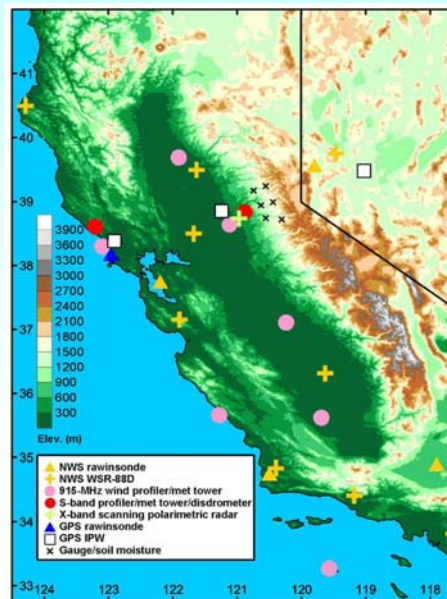 41
40
39
38
37
36
35
34
33
3900
3600
3300
3000
2700
2400
2100
1800
1500
1200
900
600
300
Elev. (m)
NWS rawinsonde
NWS WSR-88D
915-MHz wind profiler/met tower
S-band profiler/met tower/disdrometer
X-band scanning polarimetric radar
GPS rawinsonde
GPS IPW
Gauge/soil moisture
124 123 122 121 120 119 118